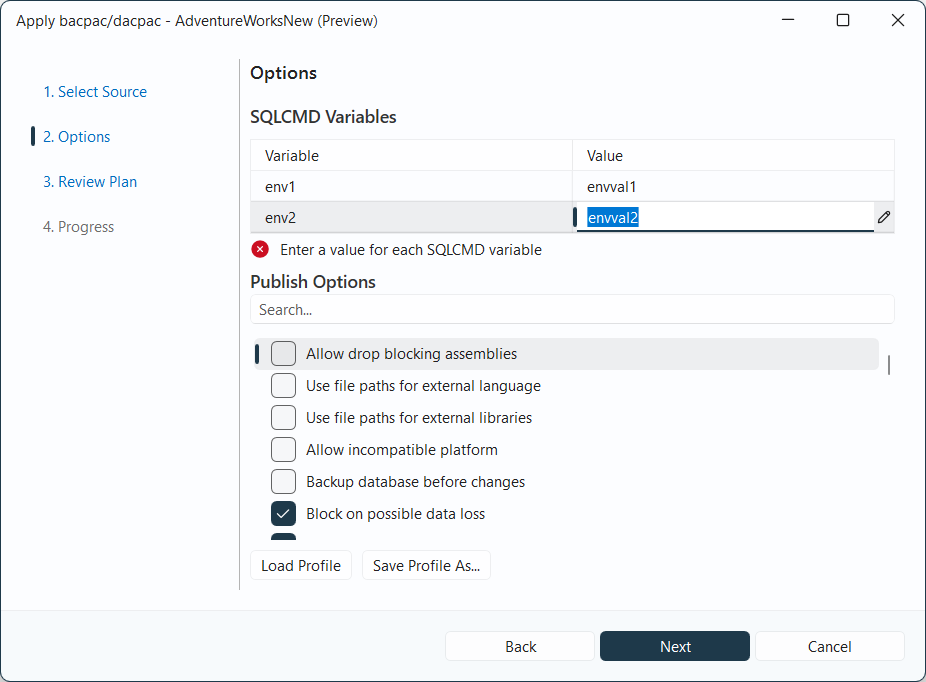 Apply bacpac/dacpac - AdventureWorksNew (Preview)
1. Select Source
2. Options
3. Review Plan
4. Progress
Options
SQLCMD Variables
Variable Value
env1 envval1
env2 envval2
Enter a value for each SQLCMD variable
Publish Options
Search...
Allow drop blocking assemblies
Use file paths for external language
Use file paths for external libraries
Allow incompatible platform
Backup database before changes
Block on possible data loss
Load Profile Save Profile As...
Back Next Cancel